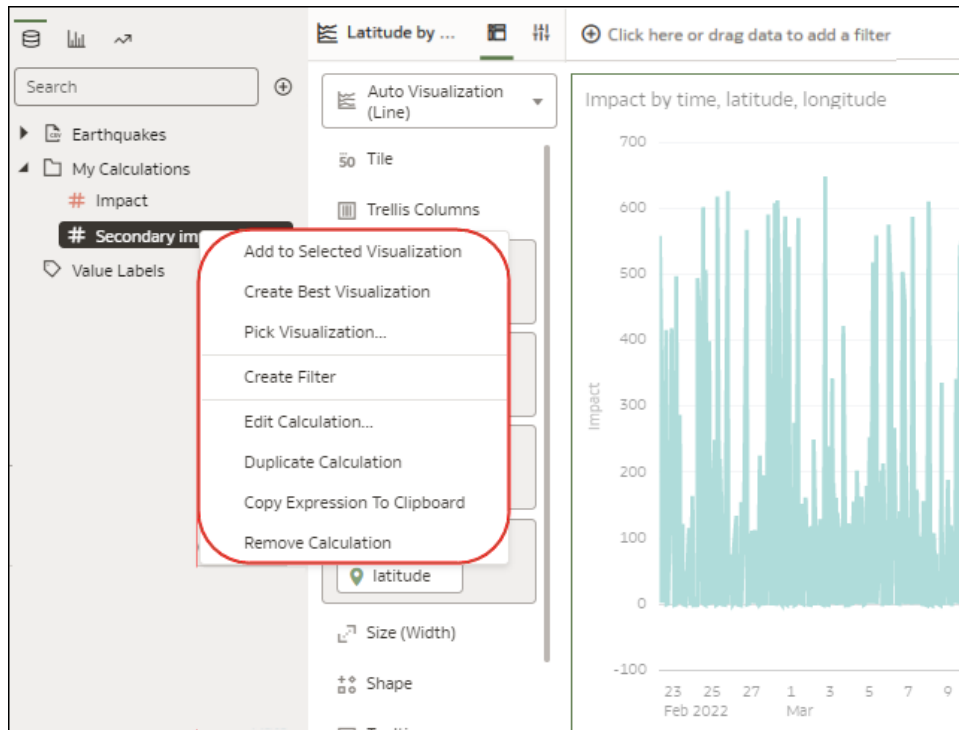 Latitude by ...
Click here or drag data to add a filter
Search
Earthquakes
My Calculations
# Impact
# Secondary im
Value Labels
Add to Selected Visualization
Create Best Visualization
Pick Visualization...
Create Filter
Edit Calculation...
Duplicate Calculation
Copy Expression To Clipboard
Remove Calculation
Auto Visualization
(Line)
50 Tile
Trellis Columns
latitude
Size (Width)
Shape
Impact by time, latitude, longitude
Impact
700
600
500
400
300
200
100
0
-100
23 25 27 1 3 5 7 9
Feb 2022 Mar